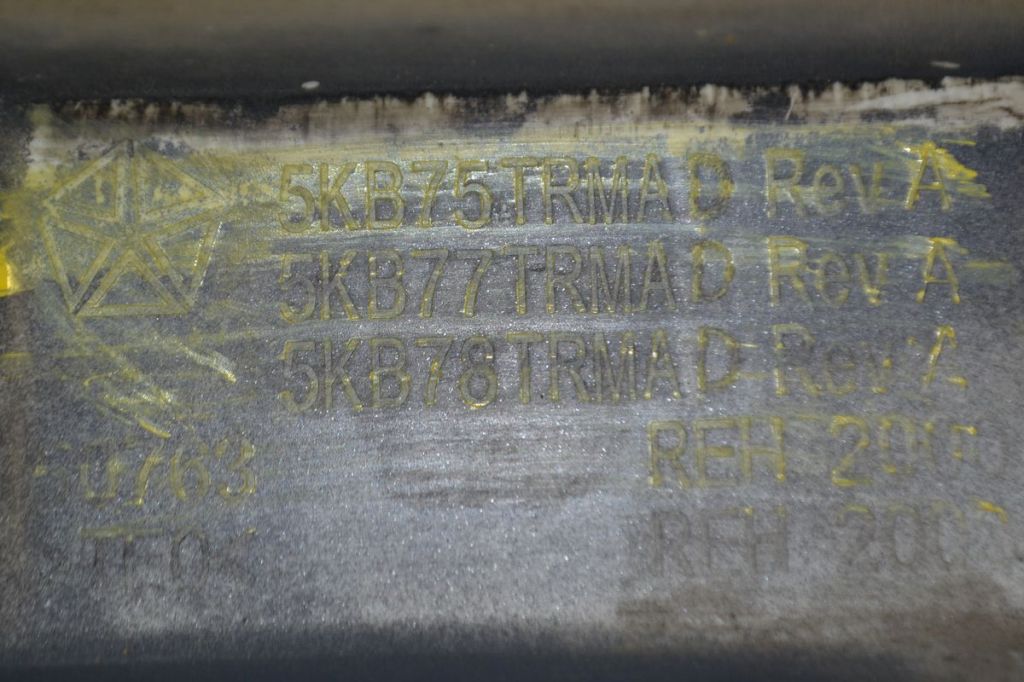 5KB75TRMAD Rev A
5KB77TRMAD Rev A
5KB78TRMAD Rev A
0763 REH
REH